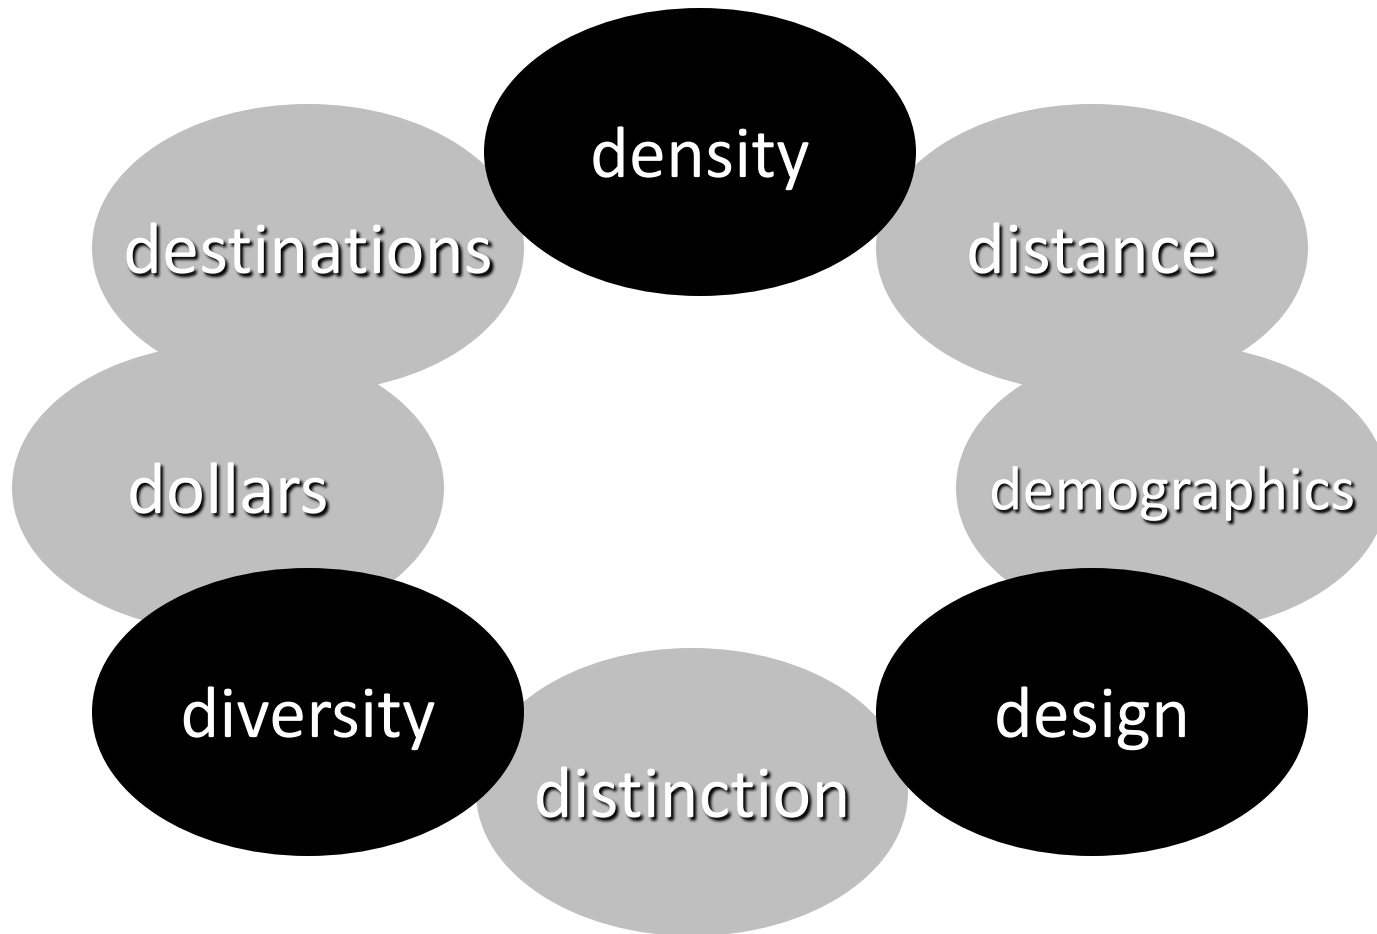 density
destinations
distance
dollars
demographics
diversity
design
distinction